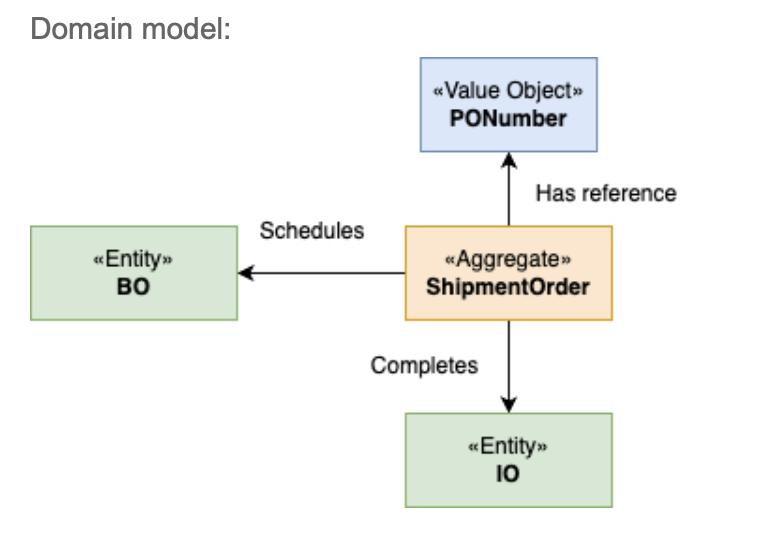 Domain model:
«Value Object»
PONumber
Has reference
Schedules
«Entity»
BO
«Aggregate»
ShipmentOrder
Completes
«Entity»
IO